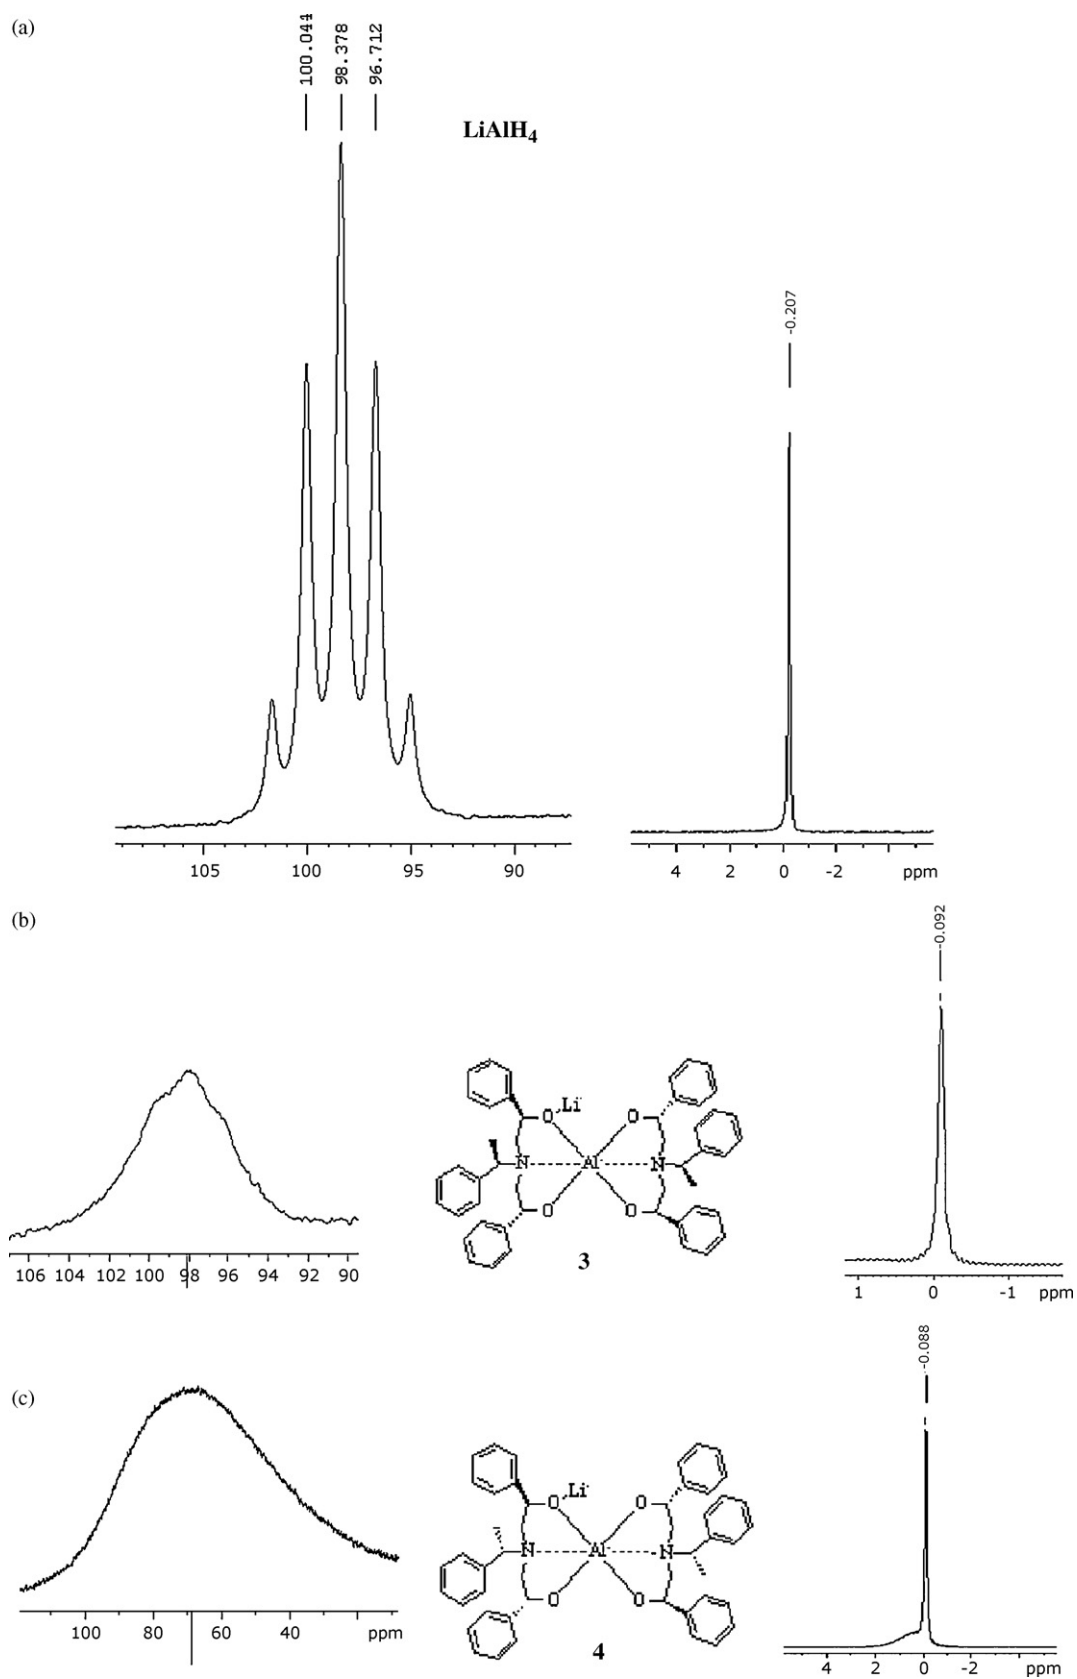 (a)
100.044
98.378
96.712
LiAlH4
-0.207
105 100 95 90
4 2 0 -2 ppm
(b)
-0.092
Li
O O
N Al N
O O
3
106 104 102 100 98 96 94 92 90
1 0 -1 ppm
(c)
-0.088
Li
O O
N Al N
O O
4
100 80 60 40 ppm
4 2 0 -2 ppm